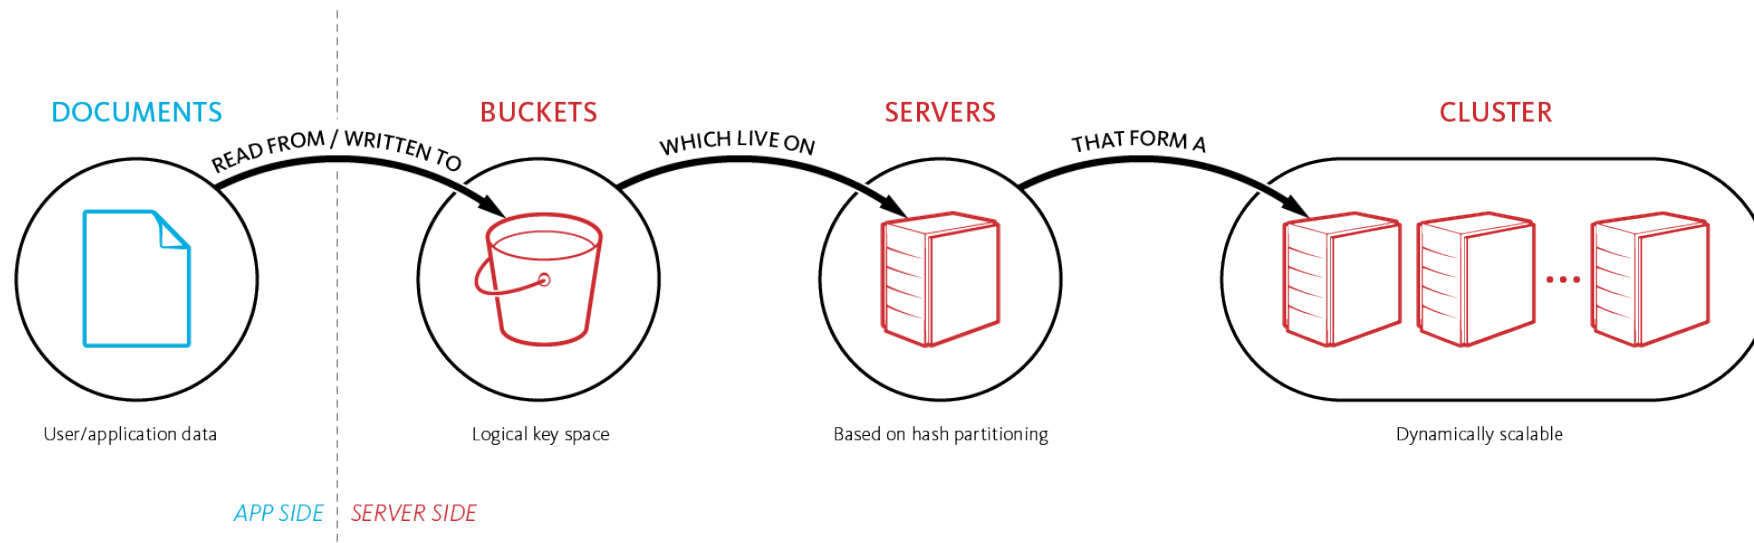 DOCUMENTS
READ FROM / WRITTEN TO
BUCKETS
WHICH LIVE ON
SERVERS
THAT FORM A
CLUSTER
User/application data
Logical key space
Based on hash partitioning
Dynamically scalable
APP SIDE
SERVER SIDE